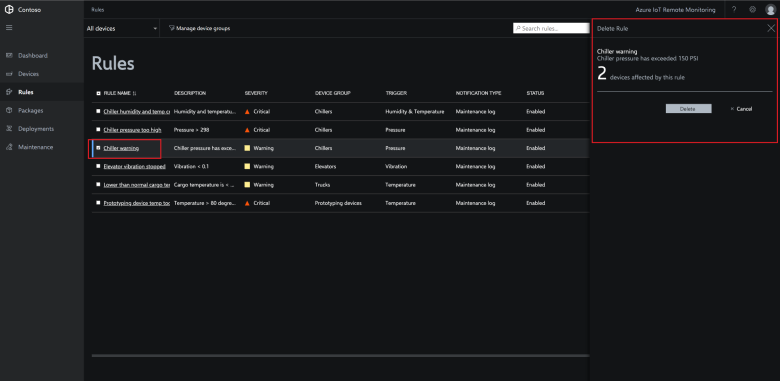 Contoso
Rules
Azure IoT Remote Monitoring
?
All devices
Manage device groups
Search rules...
Delete Rule
Dashboard
Devices
Rules
Packages
Deployments
Maintenance
Rules
RULE NAME DESCRIPTION SEVERITY DEVICE GROUP TRIGGER NOTIFICATION TYPE STATUS
Chiller humidity and temp c Humidity and temperatu... Critical Chillers Humidity & Temperature Maintenance log Enabled
Chiller pressure too high Pressure > 298 Critical Chillers Pressure Maintenance log Enabled
Chiller warning Chiller pressure has exce... Warning Chillers Pressure Maintenance log Enabled
Elevator vibration stopped Vibration < 0.1 Warning Elevators Vibration Maintenance log Enabled
Lower than normal cargo ter Cargo temperature is < ... Warning Trucks Temperature Maintenance log Enabled
Prototyping device temp toc Temperature > 80 degre... Critical Prototyping devices Temperature Maintenance log Enabled
Chiller warning
Chiller pressure has exceeded 150 PSI
2 devices affected by this rule
Delete
× Cancel